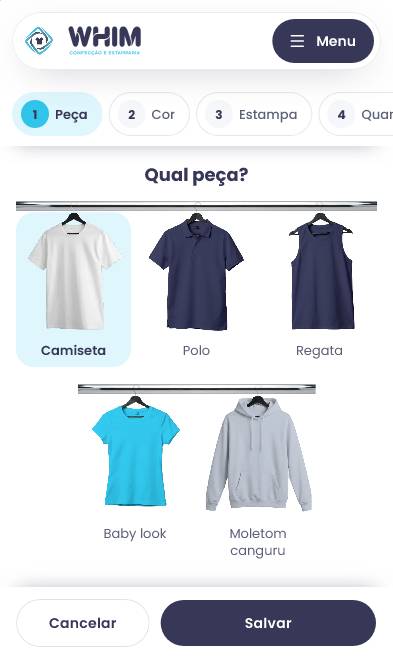 WHIM
CONFECÇÃO E ESTAMPARIA
Menu
1 Peça
2 Cor
3 Estampa
4 Quan
Qual peça?
Camiseta
Polo
Regata
Baby look
Moletom
canguru
Cancelar
Salvar